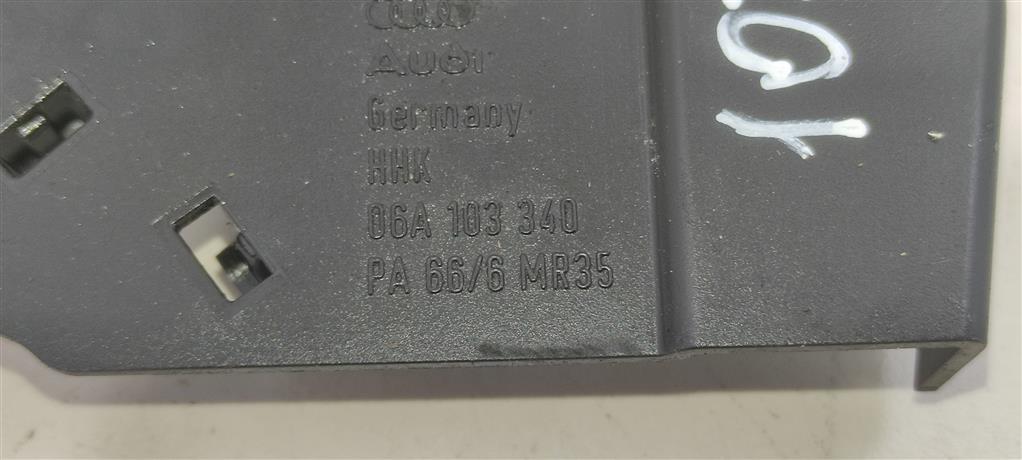 Audi
Germany
HHK
06A 103 340
PA 66/6 MR35